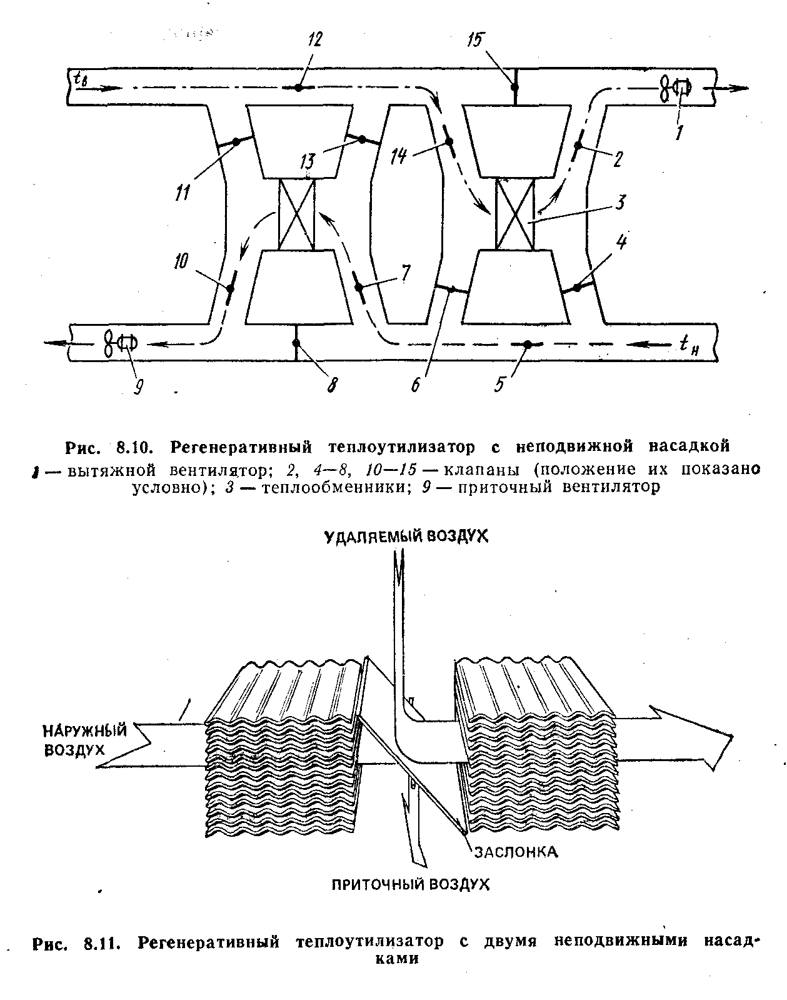 12
15
tв
1
11
13
14
2
3
10
7
4
tн
9
8
6
5
Рис. 8.10. Регенеративный теплоутилизатор с неподвижной насадкой
1 — вытяжной вентилятор; 2, 4—8, 10—15 — клапаны (положение их показано
условно); 3 — теплообменники; 9 — приточный вентилятор
УДАЛЯЕМЫЙ ВОЗДУХ
НАРУЖНЫЙ
ВОЗДУХ
ЗАСЛОНКА
ПРИТОЧНЫЙ ВОЗДУХ
Рис. 8.11. Регенеративный теплоутилизатор с двумя неподвижными насад-
ками